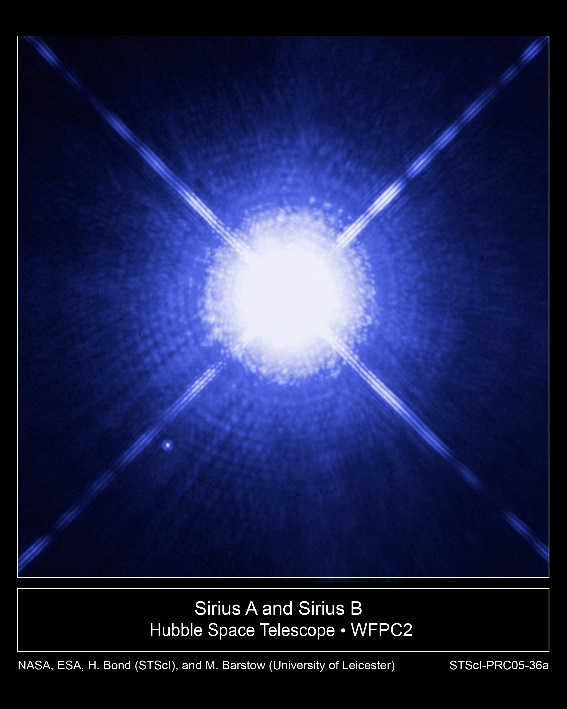 Sirius A and Sirius B
Hubble Space Telescope • WFPC2
NASA, ESA, H. Bond (STScI), and M. Barstow (University of Leicester) STScI-PRC05-36a